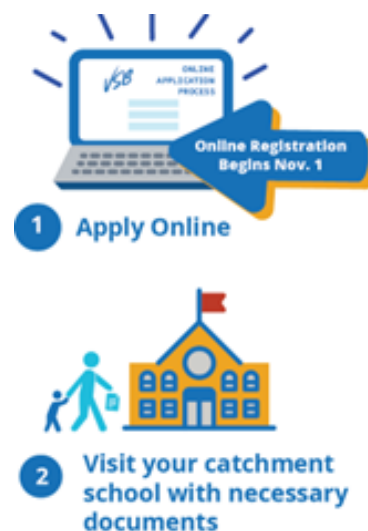 VSB
ONLINE
APPLICATION
PROCESS
Online Registration
Begins Nov. 1
1 Apply Online
2 Visit your catchment
school with necessary
documents